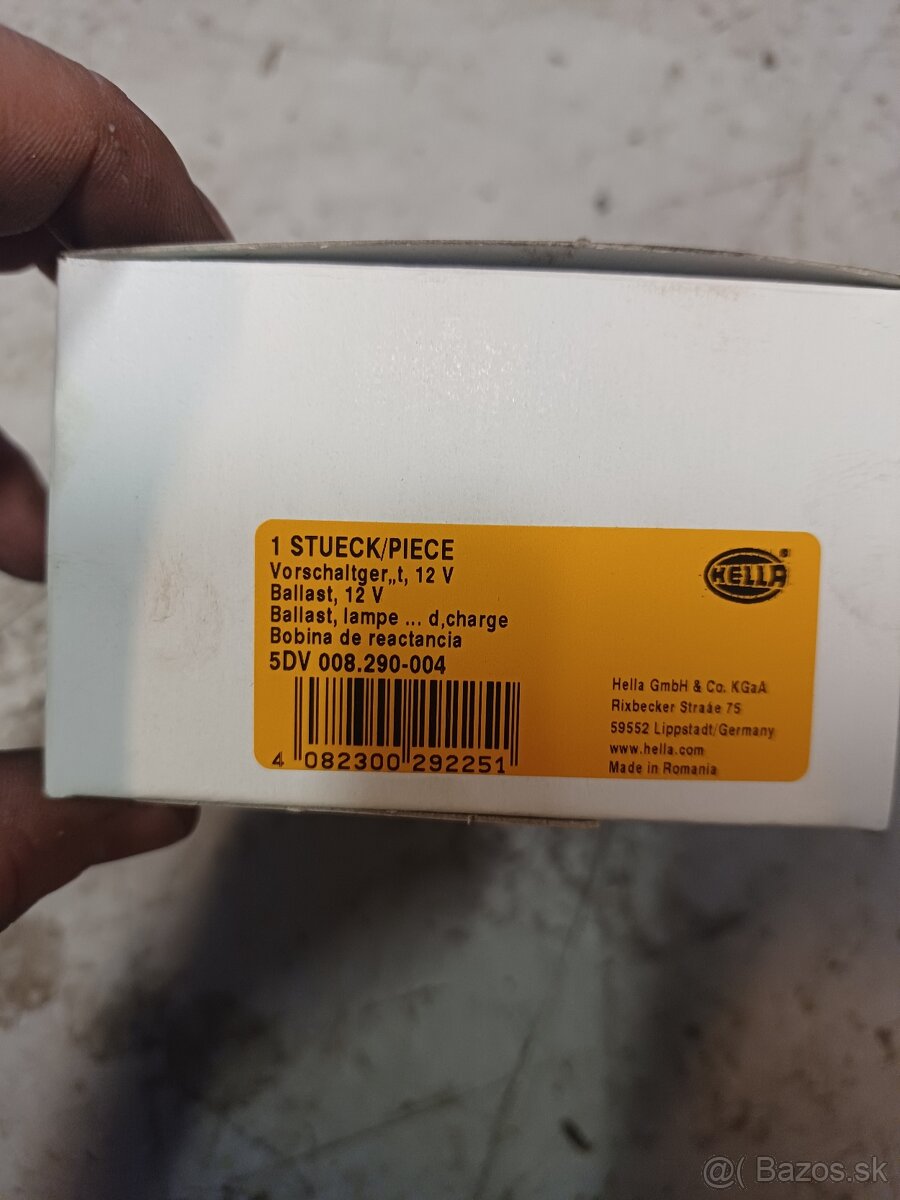 1 STUECK/PIECE
Vorschaltger„t, 12 V
Ballast, 12 V
Ballast, lampe ... d‚charge
Bobina de reactancia
5DV 008.290-004
4 082300 292251
HELLA®
Hella GmbH & Co. KGaA
Rixbecker Straáe 75
59552 Lippstadt/Germany
www.hella.com
Made in Romania
@( Bazos.sk